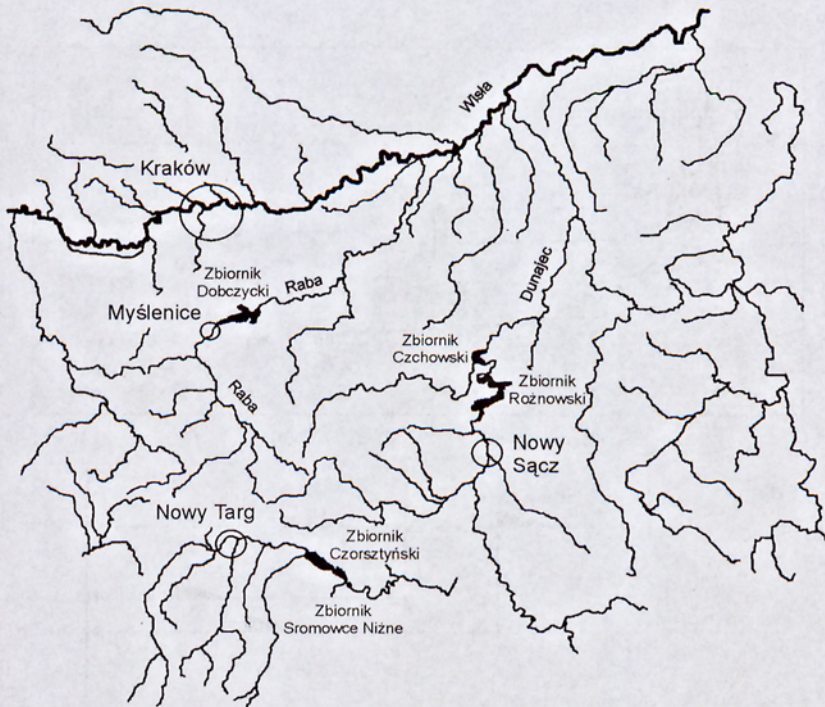 Wisła
Kraków
Zbiornik
Dobczycki
Raba
Myślenice
Dunajec
Zbiornik
Czchowski
Zbiornik
Rożnowski
Raba
Nowy
Sącz
Nowy Targ
Zbiornik
Czorsztyński
Zbiornik
Sromowce Niżne